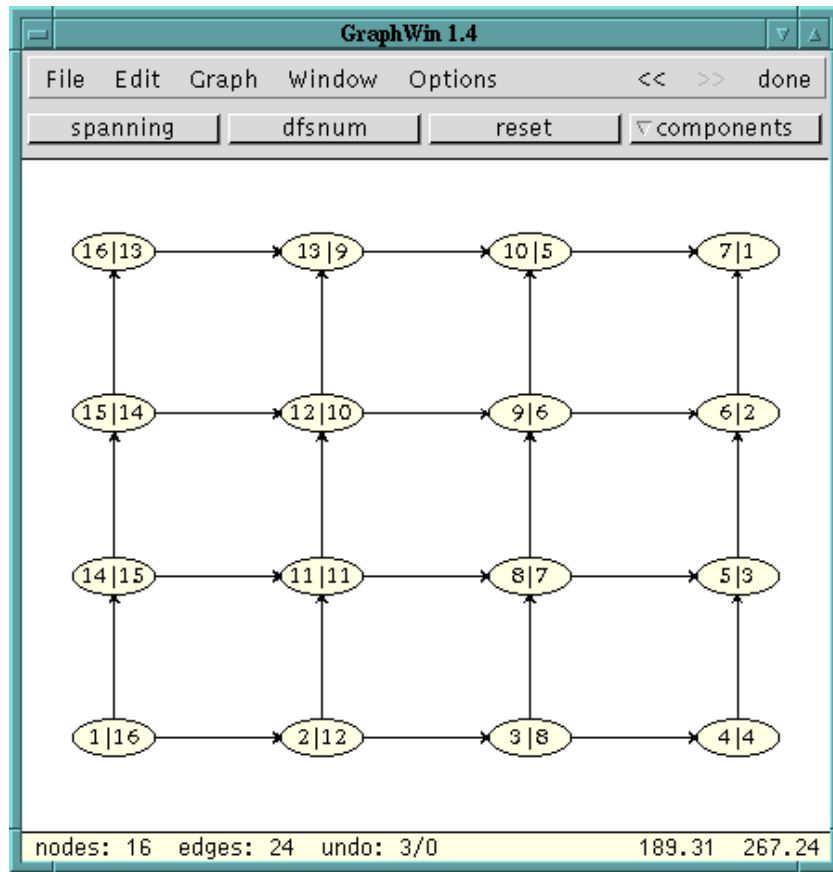 GraphWin 1.4
File Edit Graph Window Options << >> done
spanning dfsnum reset components
16|13 13|9 10|5 7|1
15|14 12|10 9|6 6|2
14|15 11|11 8|7 5|3
1|16 2|12 3|8 4|4
nodes: 16 edges: 24 undo: 3/0 189.31 267.24